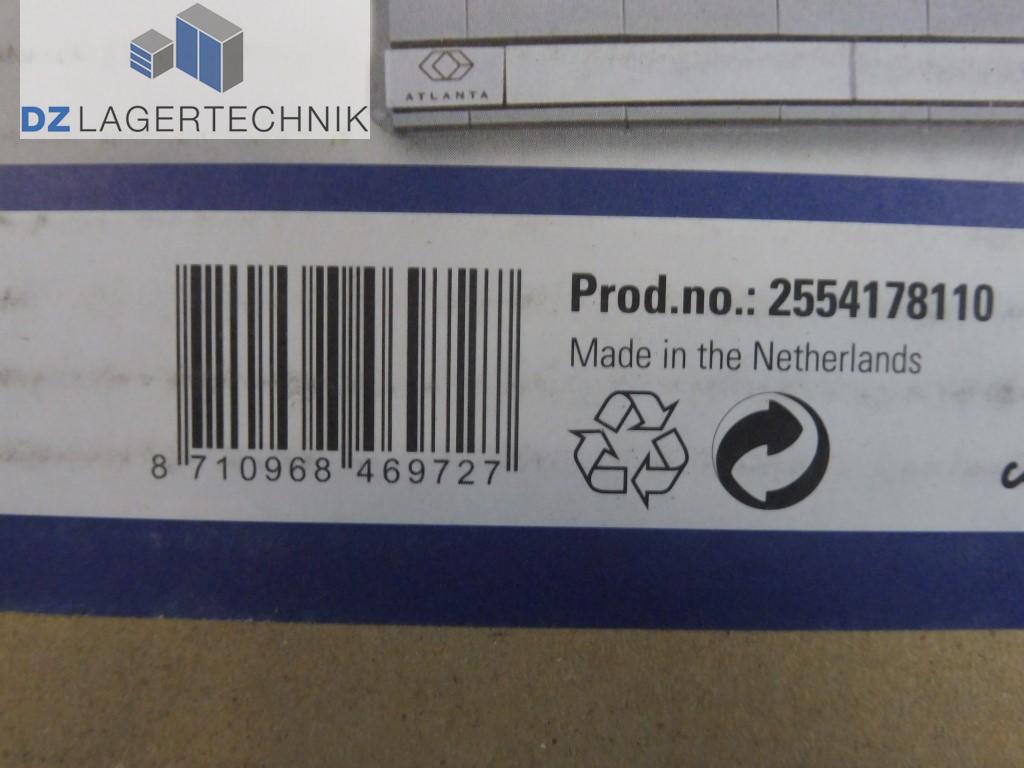 DZ LAGERTECHNIK
ATLANTA
Prod.no.: 2554178110
Made in the Netherlands
8 710968 469727